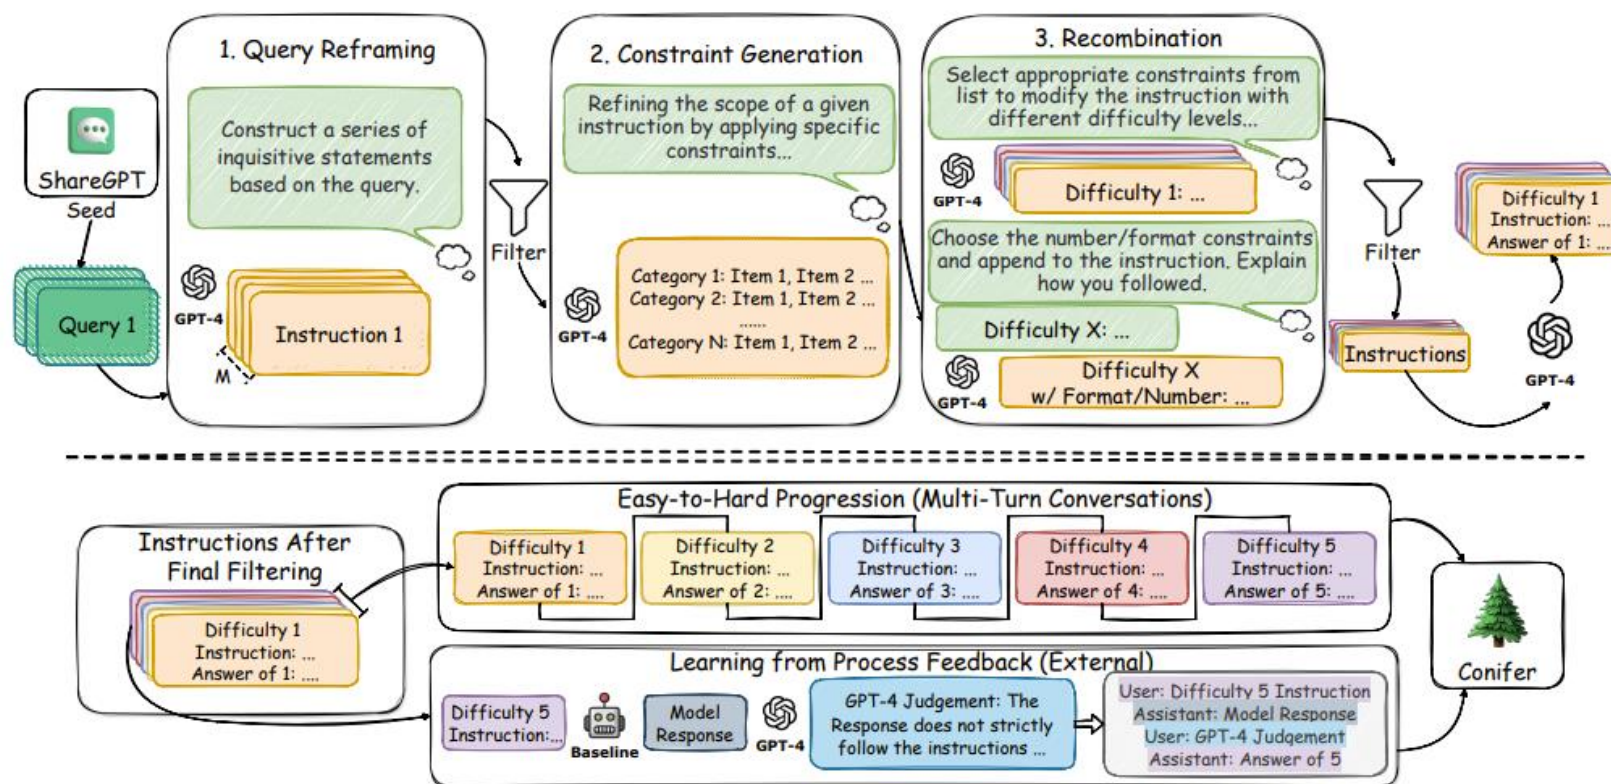 1. Query Reframing
Construct a series of
inquisitive statements
based on the query.
ShareGPT
Seed
Query 1
GPT-4
Instruction 1
M
Filter
2. Constraint Generation
Refining the scope of a given
instruction by applying specific
constraints...
Category 1: Item 1, Item 2 ...
Category 2: Item 1, Item 2 ...
......
Category N: Item 1, Item 2 ...
GPT-4
3. Recombination
Select appropriate constraints from
list to modify the instruction with
different difficulty levels...
GPT-4
Difficulty 1: ...
Choose the number/format constraints
and append to the instruction. Explain
how you followed.
Difficulty X: ...
GPT-4
Difficulty X
w/ Format/Number: ...
Filter
Instructions
GPT-4
Difficulty 1
Instruction: ...
Answer of 1: ....
Instructions After
Final Filtering
Difficulty 1
Instruction: ...
Answer of 1: ....
Easy-to-Hard Progression (Multi-Turn Conversations)
Difficulty 1
Instruction: ...
Answer of 1: ....
Difficulty 2
Instruction: ...
Answer of 2: ....
Difficulty 3
Instruction: ...
Answer of 3: ....
Difficulty 4
Instruction: ...
Answer of 4: ....
Difficulty 5
Instruction: ...
Answer of 5: ....
Learning from Process Feedback (External)
Difficulty 5
Instruction:...
Baseline
Model
Response
GPT-4
GPT-4 Judgement: The
Response does not strictly
follow the instructions ...
User: Difficulty 5 Instruction
Assistant: Model Response
User: GPT-4 Judgement
Assistant: Answer of 5
Conifer